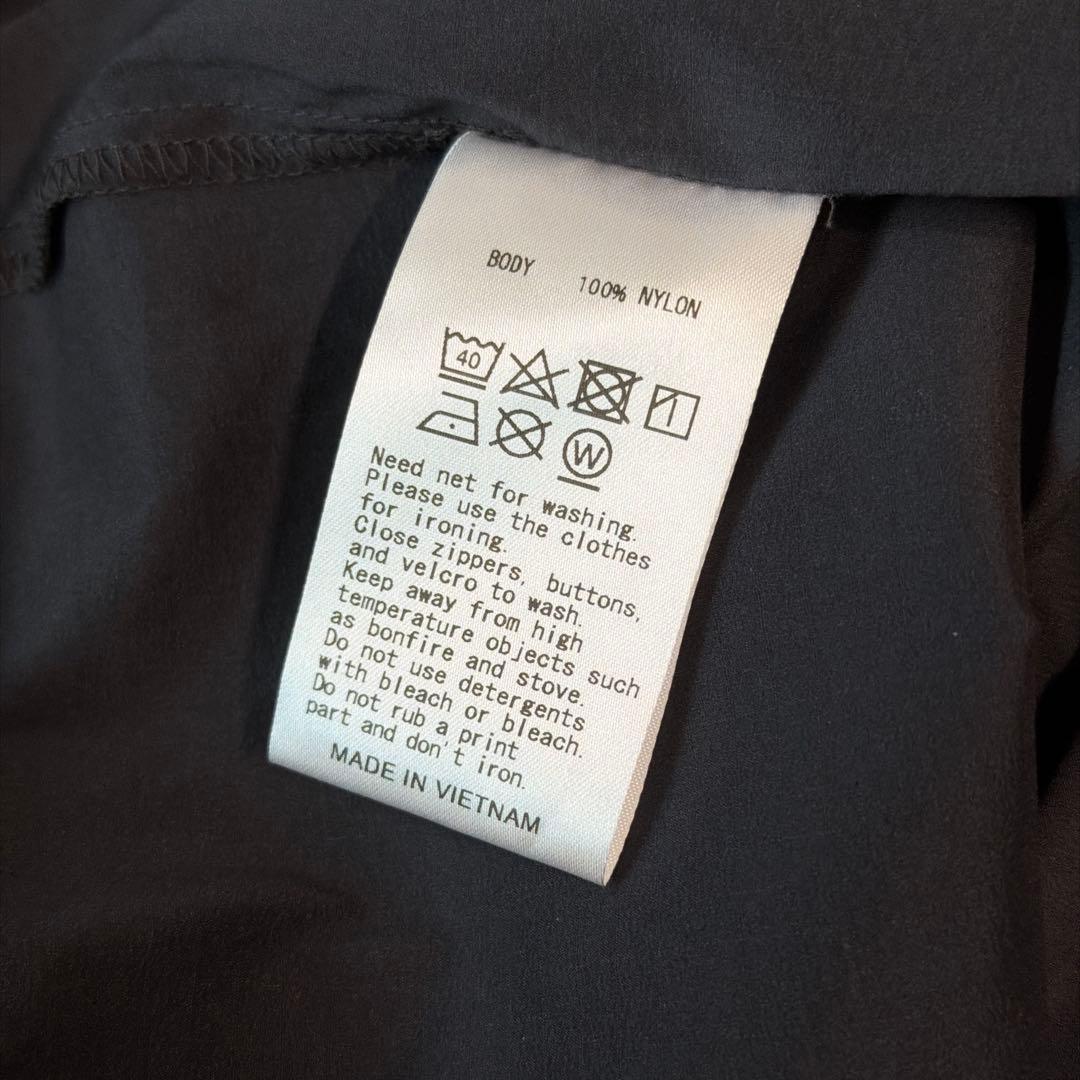 BODY 100% NYLON
40
W
Need net for washing.
Please use the clothes
for ironing.
Close zippers, buttons,
and velcro to wash.
Keep away from high
temperature objects such
as bonfire and stove.
Do not use detergents
with bleach or bleach.
Do not rub a print
part and don't iron.
MADE IN VIETNAM